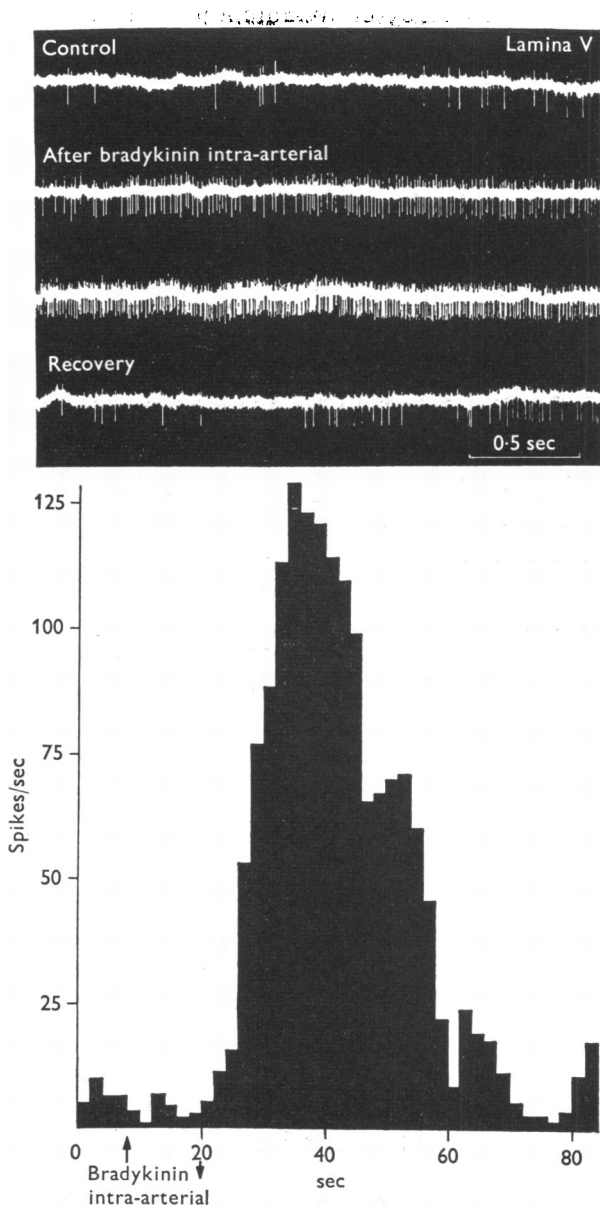 Control Lamina V
After bradykinin intra-arterial
Recovery
0·5 sec
125
100
75
50
25
Spikes/sec
0 20 40 60 80
Bradykinin
intra-arterial
sec